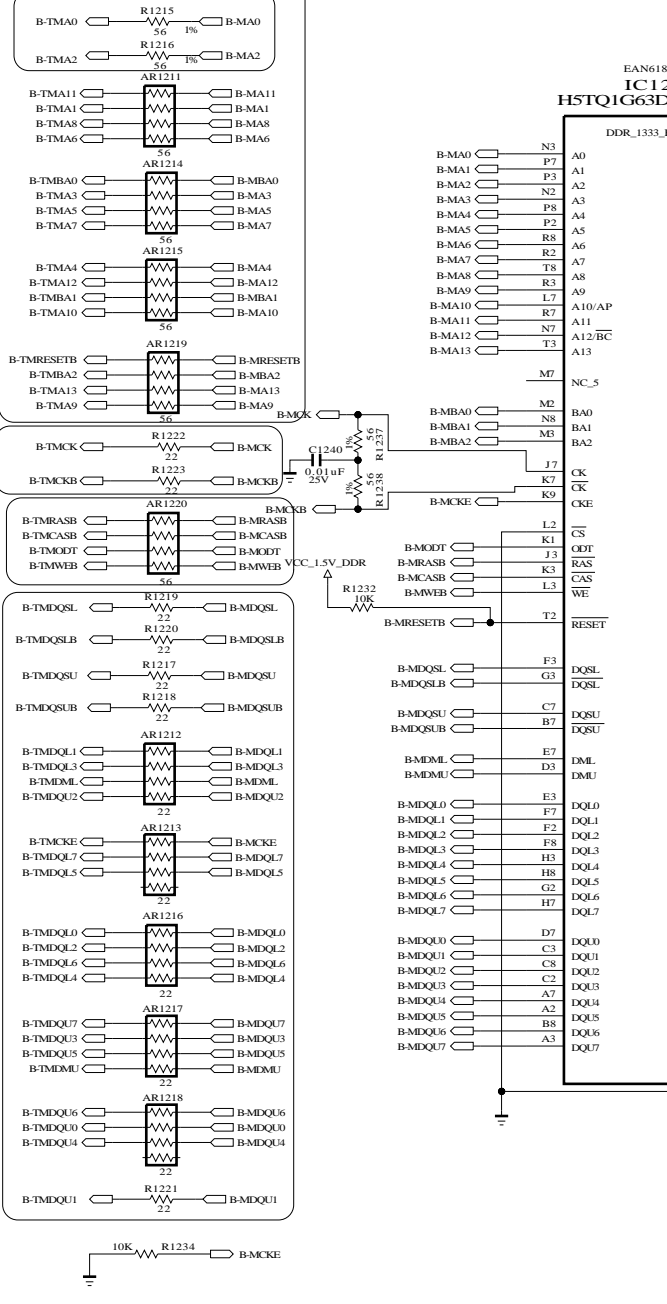 R1215
B-TMA0 B-MA0
56 1%
R1216
B-TMA2 B-MA2
56 1%
AR1211
B-TMA11 B-MA11
B-TMA1 B-MA1
B-TMA8 B-MA8
B-TMA6 B-MA6
56
AR1214
B-TMBA0 B-MBA0
B-TMA3 B-MA3
B-TMA5 B-MA5
B-TMA7 B-MA7
56
AR1215
B-TMA4 B-MA4
B-TMA12 B-MA12
B-TMBA1 B-MBA1
B-TMA10 B-MA10
56
AR1219
B-TMRESETB B-MRESETB
B-TMBA2 B-MBA2
B-TMA13 B-MA13
B-TMA9 B-MA9
56
R1222
B-TMCK B-MCK
22
R1223
B-TMCKB B-MCKB
22
AR1220
B-TMRASB B-MRASB
B-TMCASB B-MCASB
B-TMODT B-MODT
B-TMWEB B-MWEB
56
R1219
B-TMDQSL B-MDQSL
22
R1220
B-TMDQSLB B-MDQSLB
22
R1217
B-TMDQSU B-MDQSU
22
R1218
B-TMDQSUB B-MDQSUB
22
AR1212
B-TMDQL1 B-MDQL1
B-TMDQL3 B-MDQL3
B-TMDML B-MDML
B-TMDQU2 B-MDQU2
22
AR1213
B-TMCKE B-MCKE
B-TMDQL7 B-MDQL7
B-TMDQL5 B-MDQL5
22
AR1216
B-TMDQL0 B-MDQL0
B-TMDQL2 B-MDQL2
B-TMDQL6 B-MDQL6
B-TMDQL4 B-MDQL4
22
AR1217
B-TMDQU7 B-MDQU7
B-TMDQU3 B-MDQU3
B-TMDQU5 B-MDQU5
B-TMDMU B-MDMU
22
AR1218
B-TMDQU6 B-MDQU6
B-TMDQU0 B-MDQU0
B-TMDQU4 B-MDQU4
22
R1221
B-TMDQU1 B-MDQU1
22
10K R1234 B-MCKE
B-MCK
1% 56 R1237
C1240
0.01uF
25V
1% 56 R1238
B-MCKB
VCC_1.5V_DDR
R1232
10K
EAN618
IC12
H5TQ1G63D
DDR_1333_
B-MA0 N3 A0
B-MA1 P7 A1
B-MA2 P3 A2
B-MA3 N2 A3
B-MA4 P8 A4
B-MA5 P2 A5
B-MA6 R8 A6
B-MA7 R2 A7
B-MA8 T8 A8
B-MA9 R3 A9
B-MA10 L7 A10/AP
B-MA11 R7 A11
B-MA12 N7 A12/BC
B-MA13 T3 A13
M7 NC_5
B-MBA0 M2 BA0
B-MBA1 N8 BA1
B-MBA2 M3 BA2
J7 CK
K7 CK
B-MCKE K9 CKE
L2 CS
B-MODT K1 ODT
B-MRASB J3 RAS
B-MCASB K3 CAS
B-MWEB L3 WE
B-MRESETB T2 RESET
B-MDQSL F3 DQSL
B-MDQSLB G3 DQSL
B-MDQSU C7 DQSU
B-MDQSUB B7 DQSU
B-MDML E7 DML
B-MDMU D3 DMU
B-MDQL0 E3 DQL0
B-MDQL1 F7 DQL1
B-MDQL2 F2 DQL2
B-MDQL3 F8 DQL3
B-MDQL4 H3 DQL4
B-MDQL5 H8 DQL5
B-MDQL6 G2 DQL6
B-MDQL7 H7 DQL7
B-MDQU0 D7 DQU0
B-MDQU1 C3 DQU1
B-MDQU2 C8 DQU2
B-MDQU3 C2 DQU3
B-MDQU4 A7 DQU4
B-MDQU5 A2 DQU5
B-MDQU6 B8 DQU6
B-MDQU7 A3 DQU7